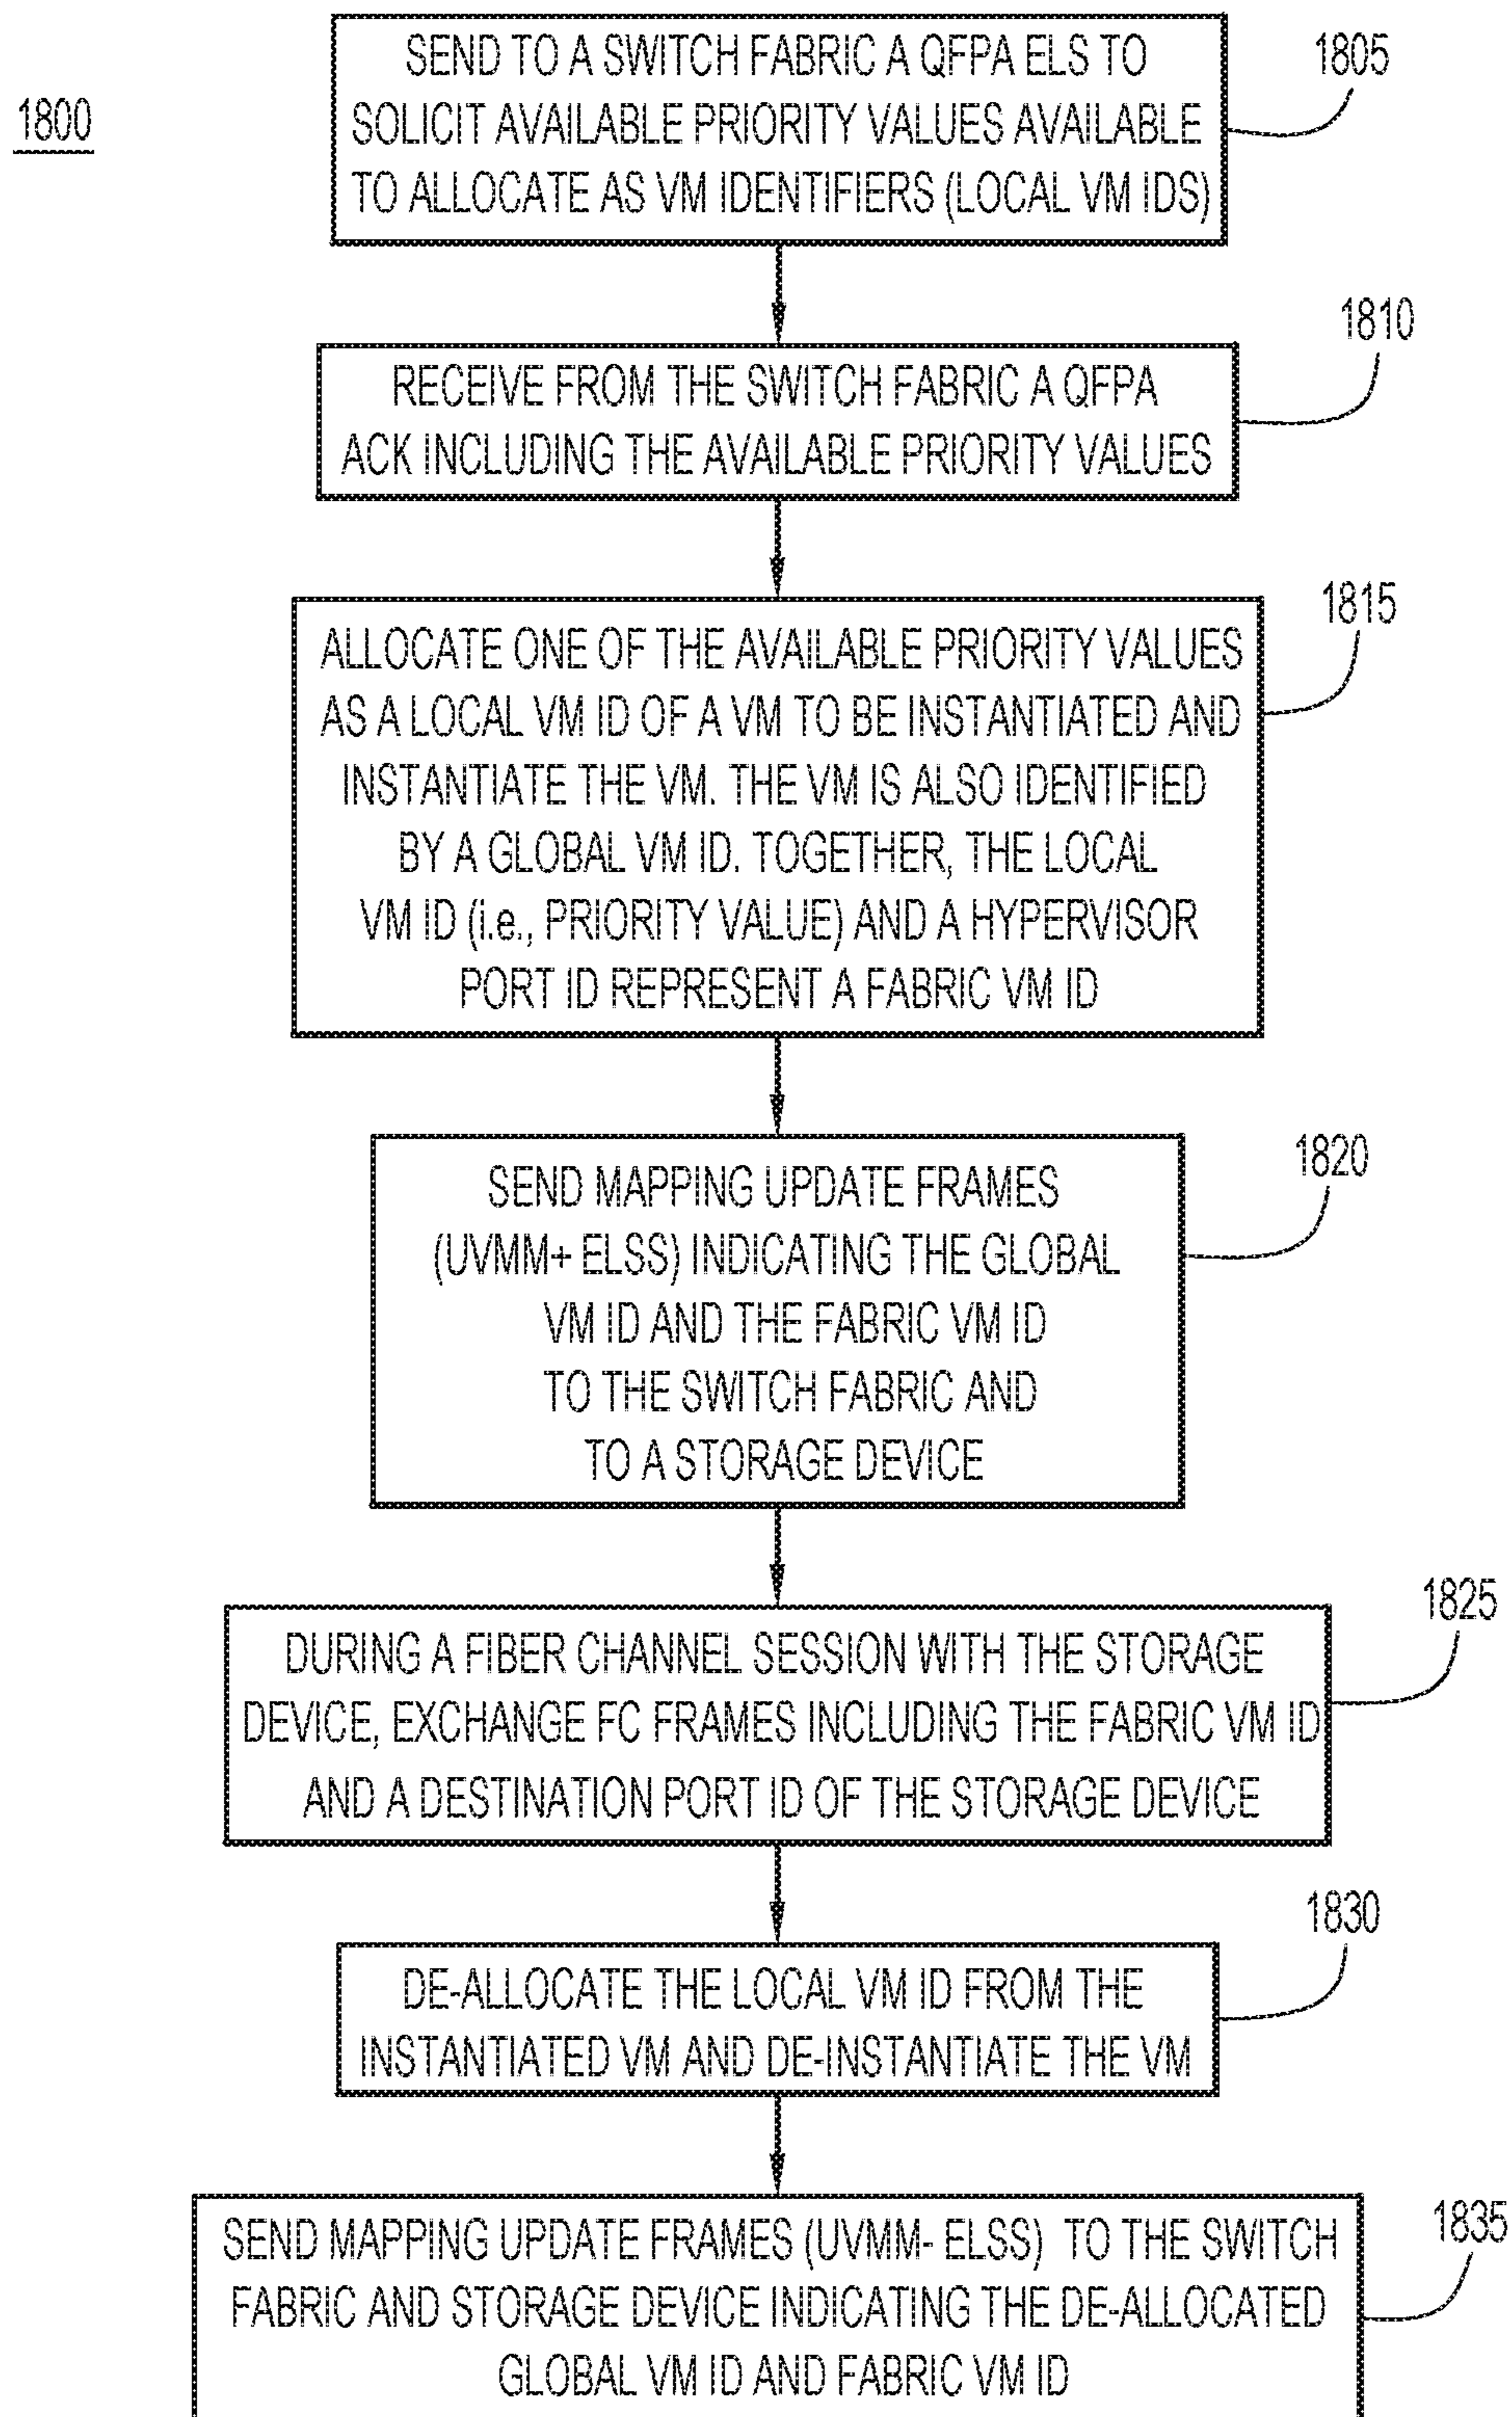 1800
SEND TO A SWITCH FABRIC A QFPA ELS TO
SOLICIT AVAILABLE PRIORITY VALUES AVAILABLE
TO ALLOCATE AS VM IDENTIFIERS (LOCAL VM IDS)
1805
RECEIVE FROM THE SWITCH FABRIC A QFPA
ACK INCLUDING THE AVAILABLE PRIORITY VALUES
1810
ALLOCATE ONE OF THE AVAILABLE PRIORITY VALUES
AS A LOCAL VM ID OF A VM TO BE INSTANTIATED AND
INSTANTIATE THE VM. THE VM IS ALSO IDENTIFIED
BY A GLOBAL VM ID. TOGETHER, THE LOCAL
VM ID (i.e., PRIORITY VALUE) AND A HYPERVISOR
PORT ID REPRESENT A FABRIC VM ID
1815
SEND MAPPING UPDATE FRAMES
(UVMM+ ELSS) INDICATING THE GLOBAL
VM ID AND THE FABRIC VM ID
TO THE SWITCH FABRIC AND
TO A STORAGE DEVICE
1820
DURING A FIBER CHANNEL SESSION WITH THE STORAGE
DEVICE, EXCHANGE FC FRAMES INCLUDING THE FABRIC VM ID
AND A DESTINATION PORT ID OF THE STORAGE DEVICE
1825
DE-ALLOCATE THE LOCAL VM ID FROM THE
INSTANTIATED VM AND DE-INSTANTIATE THE VM
1830
SEND MAPPING UPDATE FRAMES (UVMM- ELSS) TO THE SWITCH
FABRIC AND STORAGE DEVICE INDICATING THE DE-ALLOCATED
GLOBAL VM ID AND FABRIC VM ID
1835